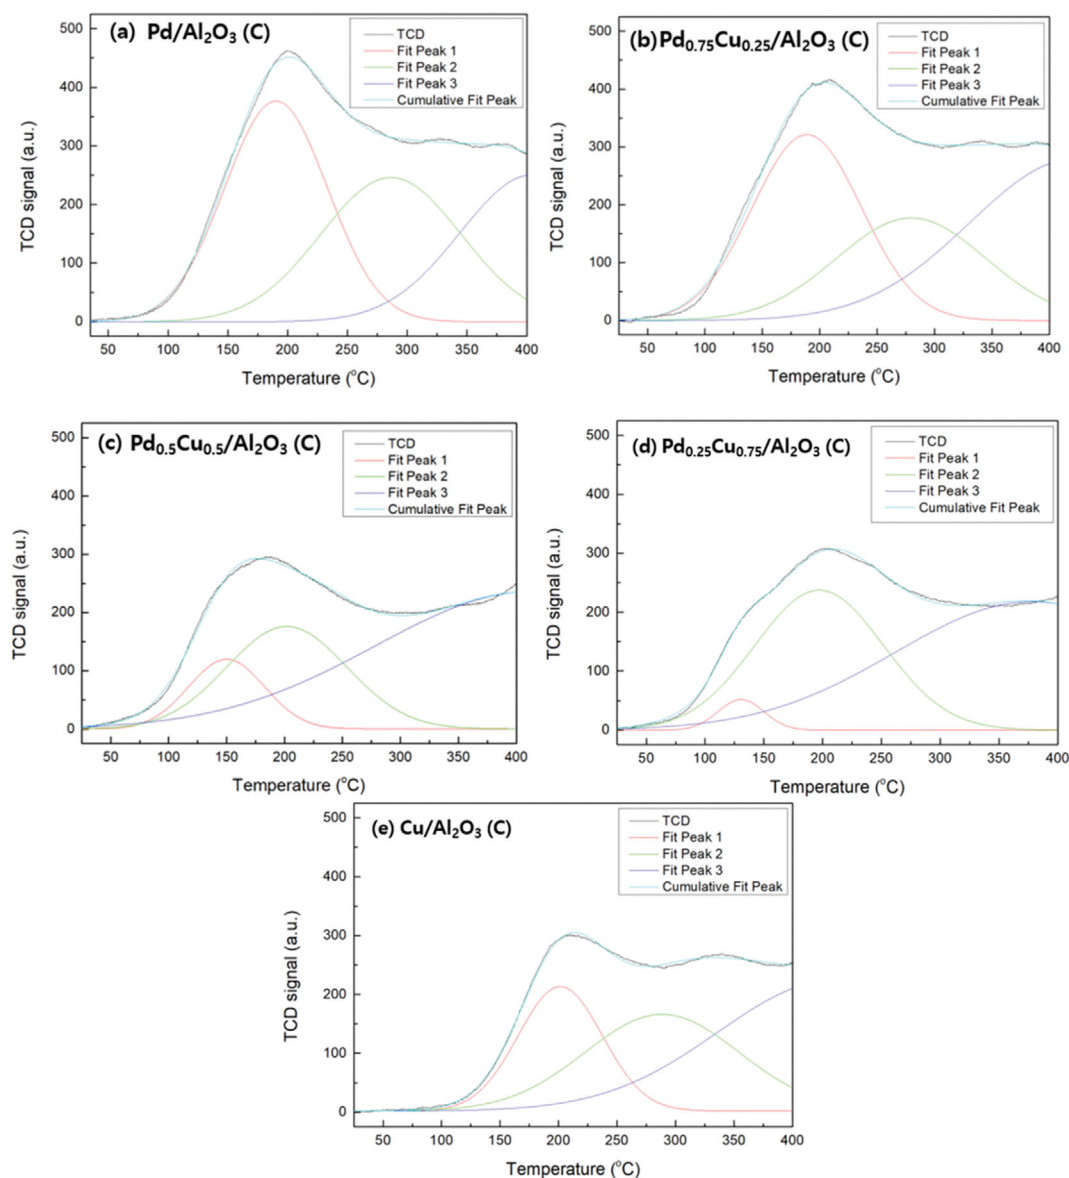 (a) Pd/Al₂O₃ (C)
TCD
Fit Peak 1
Fit Peak 2
Fit Peak 3
Cumulative Fit Peak
500
400
300
200
100
0
TCD signal (a.u.)
50 100 150 200 250 300 350 400
Temperature (°C)
(b) Pd₀.₇₅Cu₀.₂₅/Al₂O₃ (C)
TCD
Fit Peak 1
Fit Peak 2
Fit Peak 3
Cumulative Fit Peak
500
400
300
200
100
0
TCD signal (a.u.)
50 100 150 200 250 300 350 400
Temperature (°C)
(c) Pd₀.₅Cu₀.₅/Al₂O₃ (C)
TCD
Fit Peak 1
Fit Peak 2
Fit Peak 3
Cumulative Fit Peak
500
400
300
200
100
0
TCD signal (a.u.)
50 100 150 200 250 300 350 400
Temperature (°C)
(d) Pd₀.₂₅Cu₀.₇₅/Al₂O₃ (C)
TCD
Fit Peak 1
Fit Peak 2
Fit Peak 3
Cumulative Fit Peak
500
400
300
200
100
0
TCD signal (a.u.)
50 100 150 200 250 300 350 400
Temperature (°C)
(e) Cu/Al₂O₃ (C)
TCD
Fit Peak 1
Fit Peak 2
Fit Peak 3
Cumulative Fit Peak
500
400
300
200
100
0
TCD signal (a.u.)
50 100 150 200 250 300 350 400
Temperature (°C)